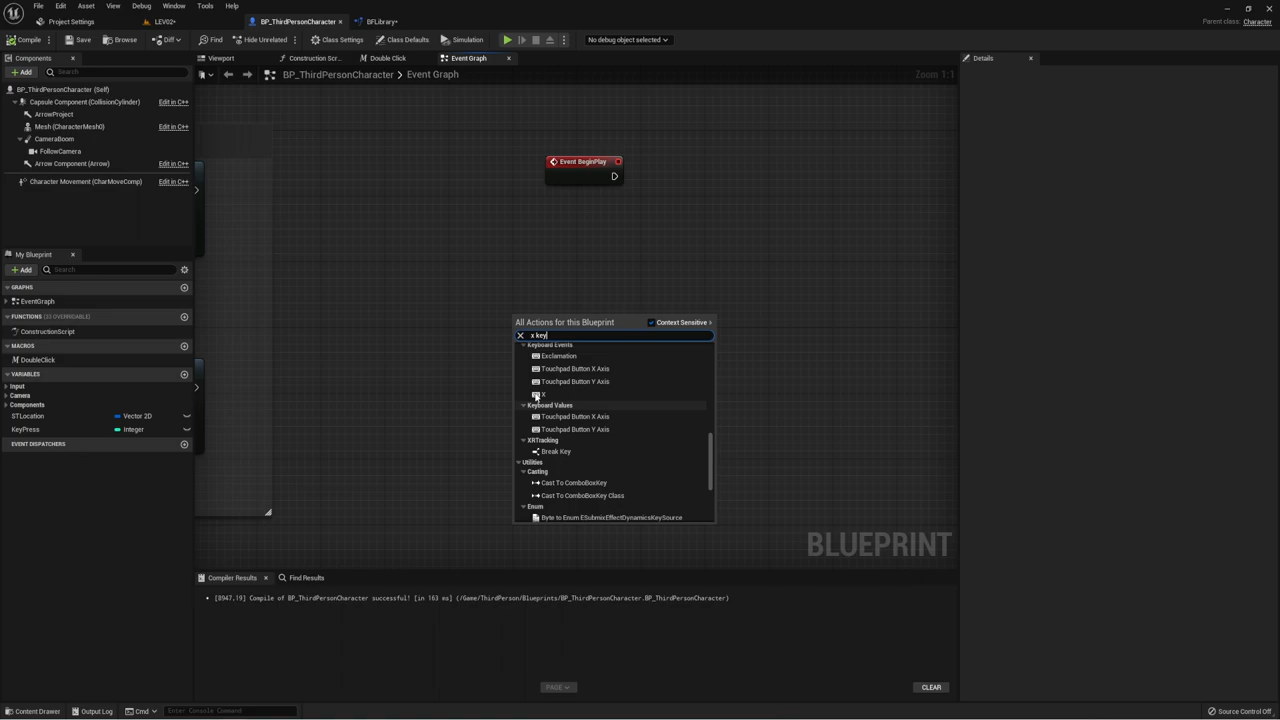 File Edit Asset View Debug Window Tools Help
Project Settings LEV02* BP_ThirdPersonCharacter BFLibrary*
Parent class: Character
Compile Save Browse Diff Find Hide Unrelated Class Settings Class Defaults Simulation No debug object selected
Components
Add Search
BP_ThirdPersonCharacter (Self)
Capsule Component (CollisionCylinder) Edit in C++
ArrowProject
Mesh (CharacterMesh0) Edit in C++
CameraBoom Edit in C++
FollowCamera Edit in C++
Arrow Component (Arrow) Edit in C++
Character Movement (CharMoveComp) Edit in C++
My Blueprint
Add Search
GRAPHS
EventGraph
FUNCTIONS (32 OVERRIDABLE)
ConstructionScript
MACROS
DoubleClick
VARIABLES
Input
Camera
Components
STLocation Vector 2D
KeyPress Integer
EVENT DISPATCHERS
Viewport Construction Scr... Double Click Event Graph
BP_ThirdPersonCharacter > Event Graph Zoom 1:1
Event BeginPlay
All Actions for this Blueprint Context Sensitive
x key
Keyboard Events
Exclamation
Touchpad Button X Axis
Touchpad Button Y Axis
X
Keyboard Values
Touchpad Button X Axis
Touchpad Button Y Axis
XRTracking
Break Key
Utilities
Casting
Cast To ComboBoxKey
Cast To ComboBoxKey Class
Enum
Byte to Enum ESubmixEffectDynamicsKeySource
BLUEPRINT
Compiler Results Find Results
[8947.19] Compile of BP_ThirdPersonCharacter successful! [in 163 ms] (/Game/ThirdPerson/Blueprints/BP_ThirdPersonCharacter.BP_ThirdPersonCharacter)
PAGE CLEAR
Details
Content Drawer Output Log Cmd Enter Console Command Source Control Off